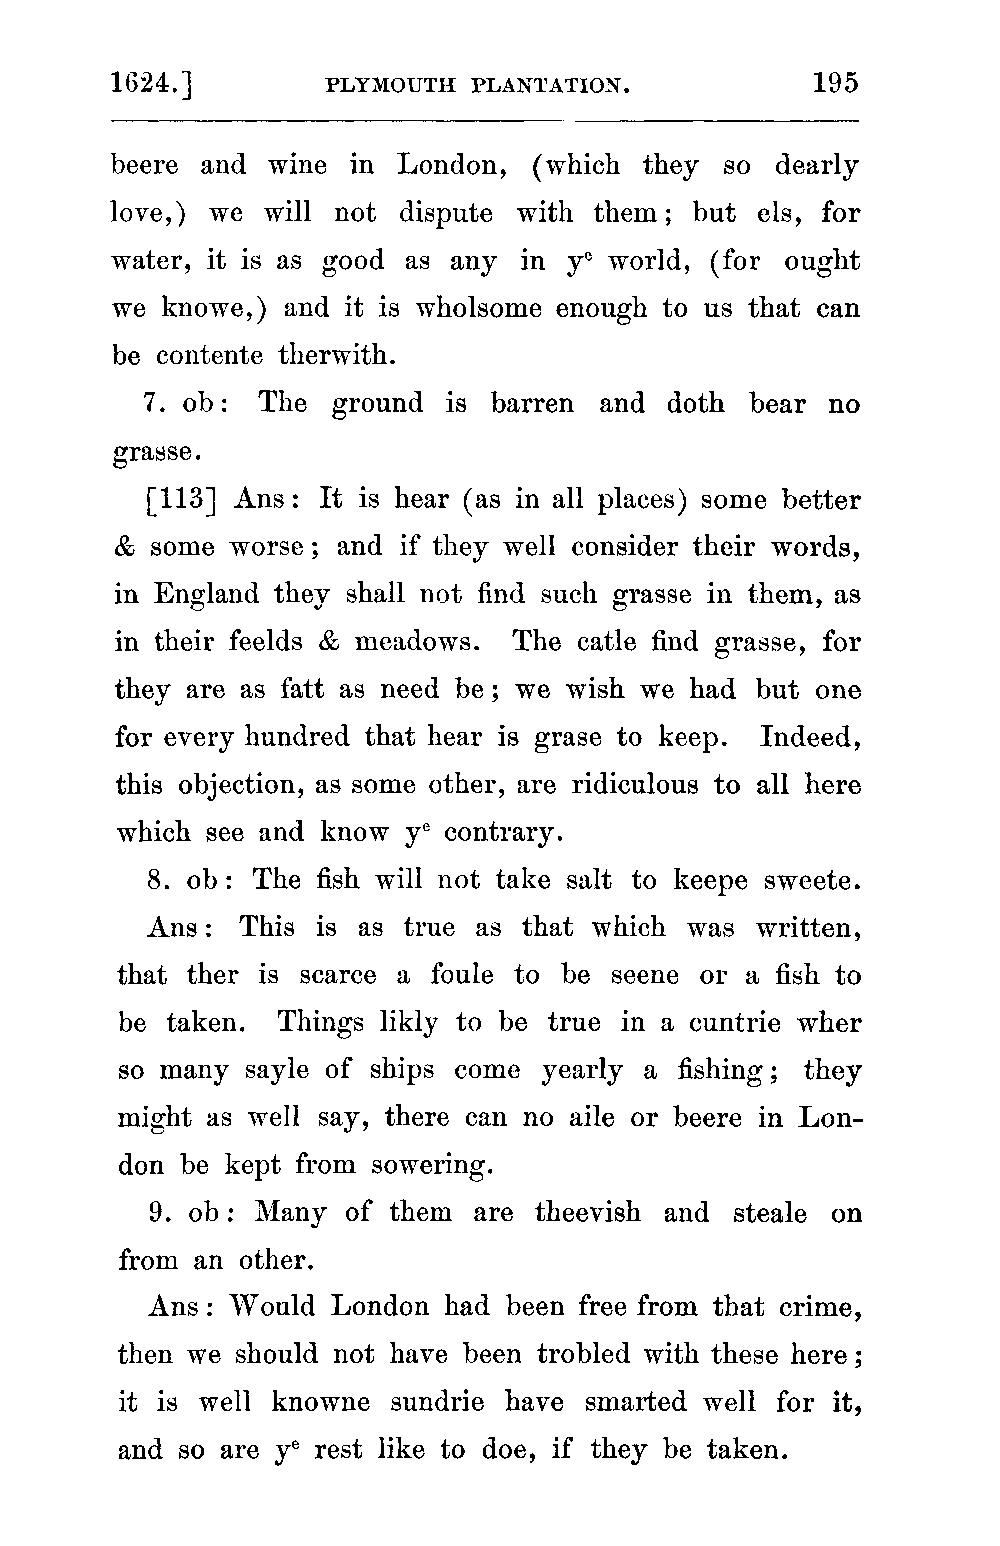 1624.] PLYMOUTH PLANTATION. 195
beere and wine in London, (which they so dearly
love,) we will not dispute with them; but els, for
water, it is as good as any in yᵉ world, (for ought
we knowe,) and it is wholsome enough to us that can
be contente therwith.
7. ob: The ground is barren and doth bear no
grasse.
[113] Ans: It is hear (as in all places) some better
& some worse; and if they well consider their words,
in England they shall not find such grasse in them, as
in their feelds & meadows. The catle find grasse, for
they are as fatt as need be; we wish we had but one
for every hundred that hear is grase to keep. Indeed,
this objection, as some other, are ridiculous to all here
which see and know yᵉ contrary.
8. ob: The fish will not take salt to keepe sweete.
Ans: This is as true as that which was written,
that ther is scarce a foule to be seene or a fish to
be taken. Things likly to be true in a cuntrie wher
so many sayle of ships come yearly a fishing; they
might as well say, there can no aile or beere in Lon-
don be kept from sowering.
9. ob: Many of them are theevish and steale on
from an other.
Ans: Would London had been free from that crime,
then we should not have been trobled with these here;
it is well knowne sundrie have smarted well for it,
and so are yᵉ rest like to doe, if they be taken.